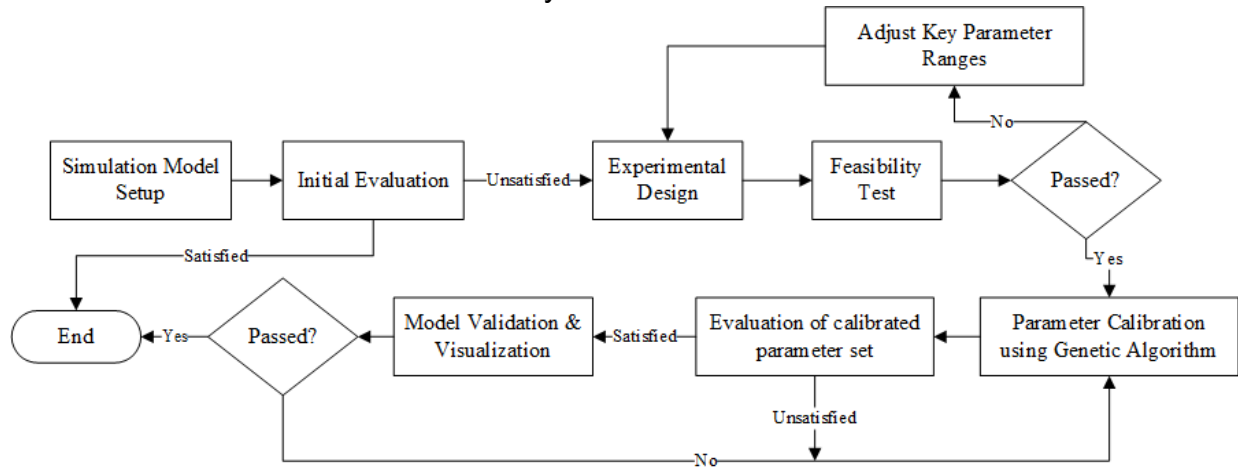 Adjust Key Parameter
Ranges
No
Simulation Model
Setup
Initial Evaluation
Unsatisfied
Experimental
Design
Feasibility
Test
Passed?
Satisfied
Yes
End
Yes
Passed?
Model Validation &
Visualization
Satisfied
Evaluation of calibrated
parameter set
Parameter Calibration
using Genetic Algorithm
Unsatisfied
No